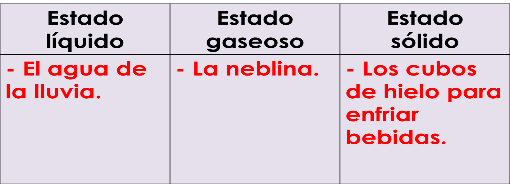 Estado
líquido
Estado
gaseoso
Estado
sólido
- El agua de
la lluvia.
- La neblina.
- Los cubos
de hielo para
enfriar
bebidas.